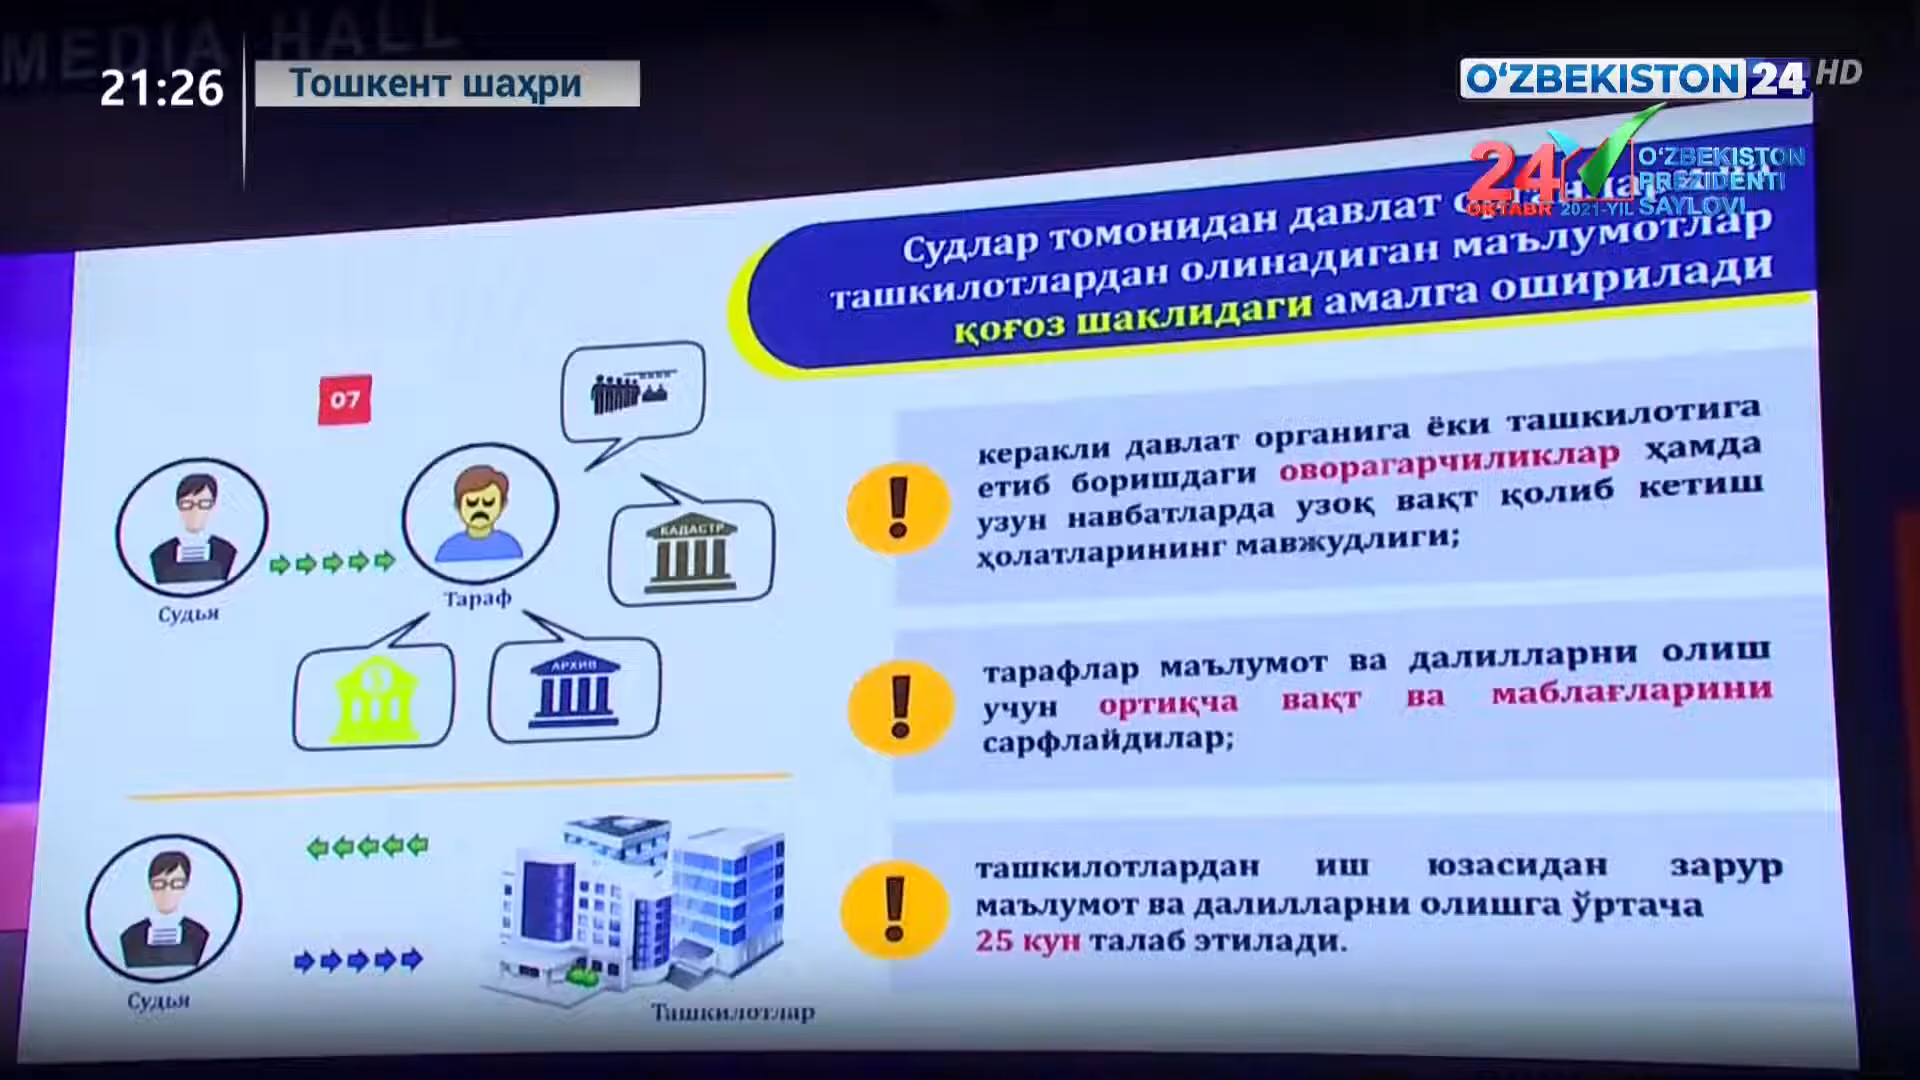 MEDIA HALL
21:26
Тошкент шаҳри
O‘ZBEKISTON 24 HD
24
OKTABR 2021-YIL
O‘ZBEKISTON
PREZIDENTI
SAYLOVI
Судлар томонидан давлат
ташкилотлардан олинадиган маълумотлар
қоғоз шаклидаги амалга оширилади
07
КАДАСТР
Судья
Тараф
АРХИВ
керакли давлат органига ёки ташкилотига
етиб боришдаги оворагарчиликлар ҳамда
узун навбатларда узоқ вақт қолиб кетиш
ҳолатларининг мавжудлиги;
тарафлар маълумот ва далилларни олиш
учун ортиқча вақт ва маблағларини
сарфлайдилар;
ташкилотлардан иш юзасидан зарур
маълумот ва далилларни олишга ўртача
25 кун талаб этилади.
Судья
Ташкилотлар